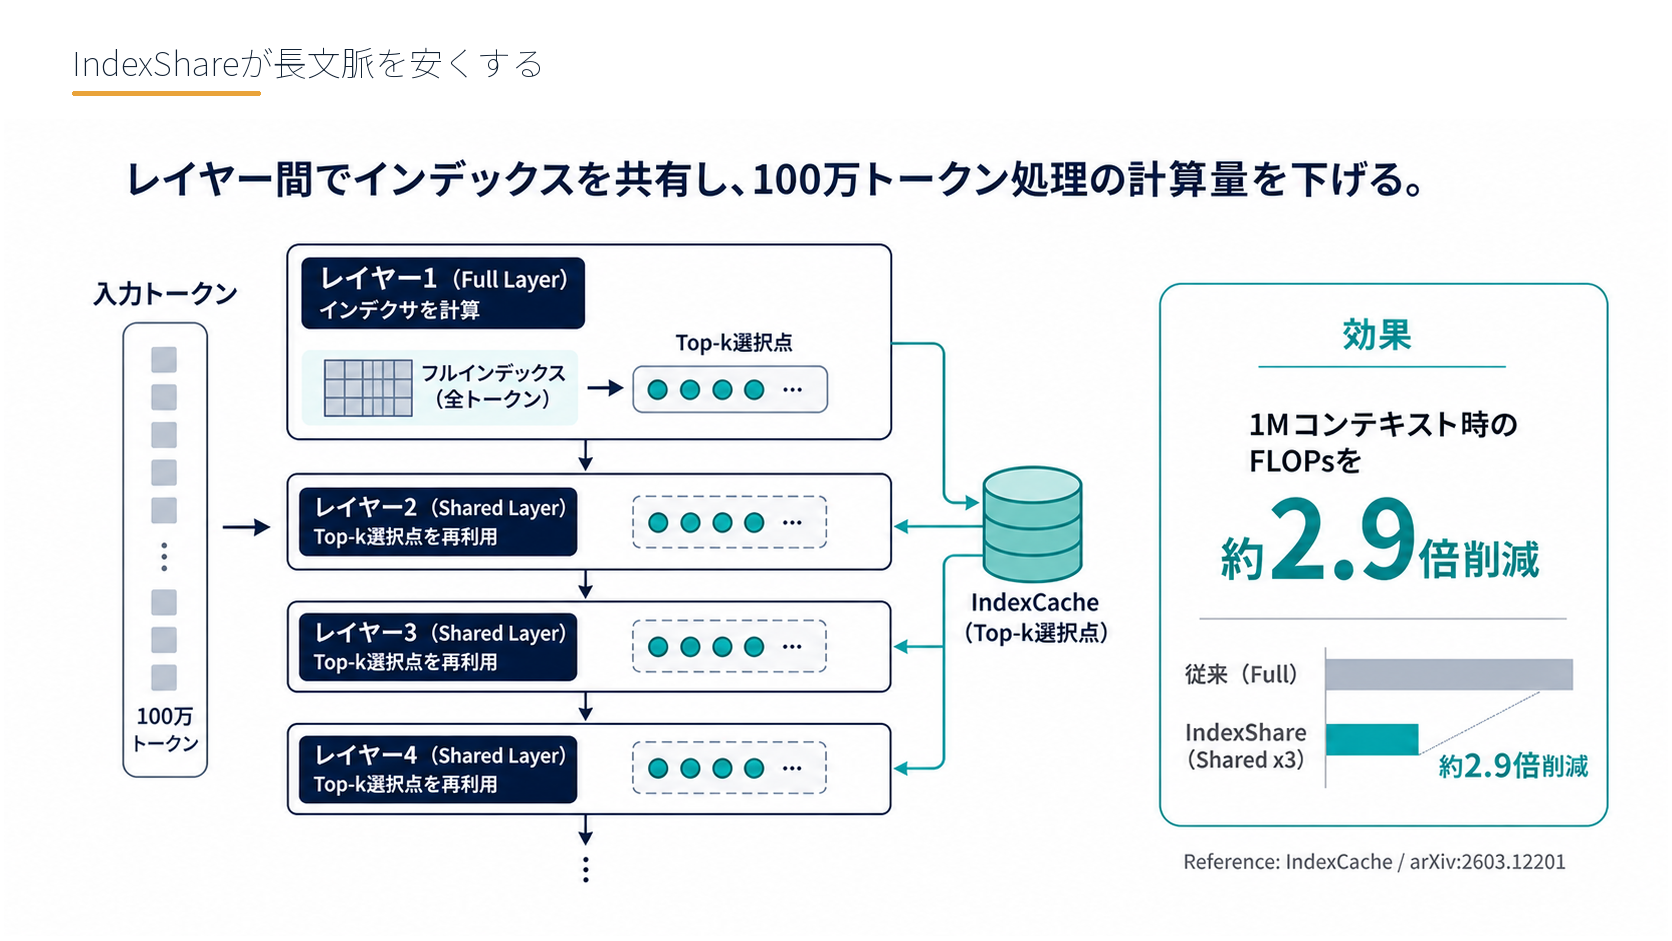 IndexShareが長文脈を安くする
レイヤー間でインデックスを共有し、100万トークン処理の計算量を下げる。
入力トークン
100万
トークン
レイヤー1（Full Layer）
インデクサを計算
フルインデックス
（全トークン）
Top-k選択点
...
レイヤー2（Shared Layer）
Top-k選択点を再利用
...
レイヤー3（Shared Layer）
Top-k選択点を再利用
...
レイヤー4（Shared Layer）
Top-k選択点を再利用
...
IndexCache
（Top-k選択点）
効果
1Mコンテキスト時の
FLOPsを
約2.9倍削減
従来（Full）
IndexShare
（Shared x3）
約2.9倍削減
Reference: IndexCache / arXiv:2603.12201